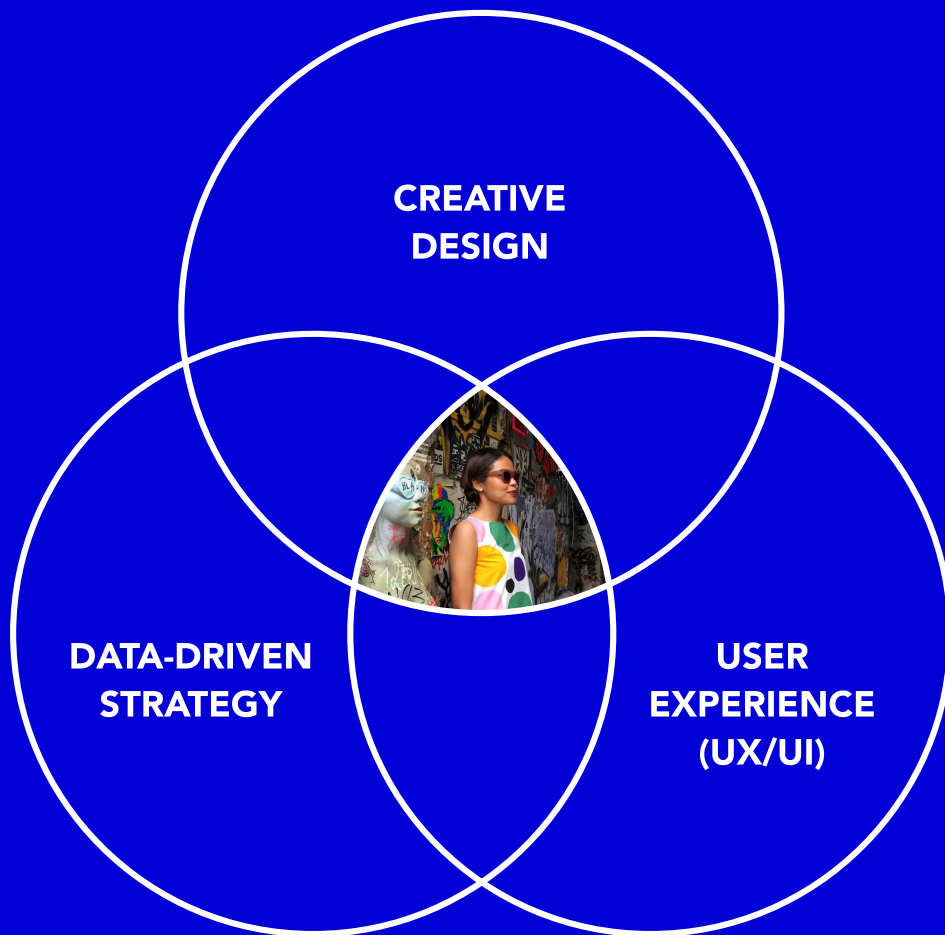 CREATIVE
DESIGN
DATA-DRIVEN
STRATEGY
USER
EXPERIENCE
(UX/UI)